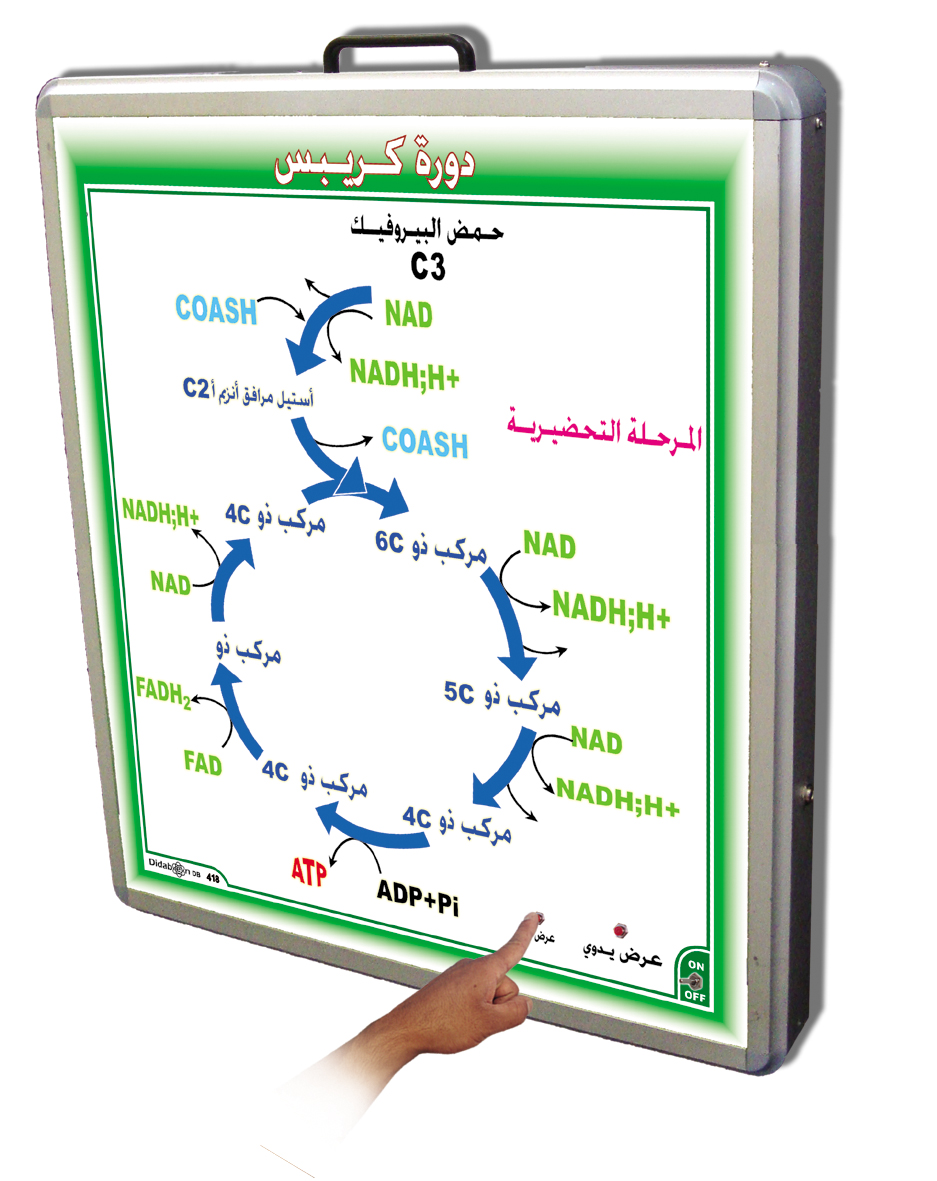 دورة كريبس
حمض البيروفيك
C3
COASH
NAD
NADH;H+
أستيل مرافق أنزم أ C2
COASH
المرحلة التحضيرية
مركب ذو 4C
مركب ذو 6C
NADH;H+
NAD
NAD
NADH;H+
مركب ذو
مركب ذو 5C
FADH2
FAD
NAD
NADH;H+
مركب ذو 4C
مركب ذو 4C
ATP
ADP+Pi
Didabon DB 418
عرض
عرض يدوي
ON
OFF